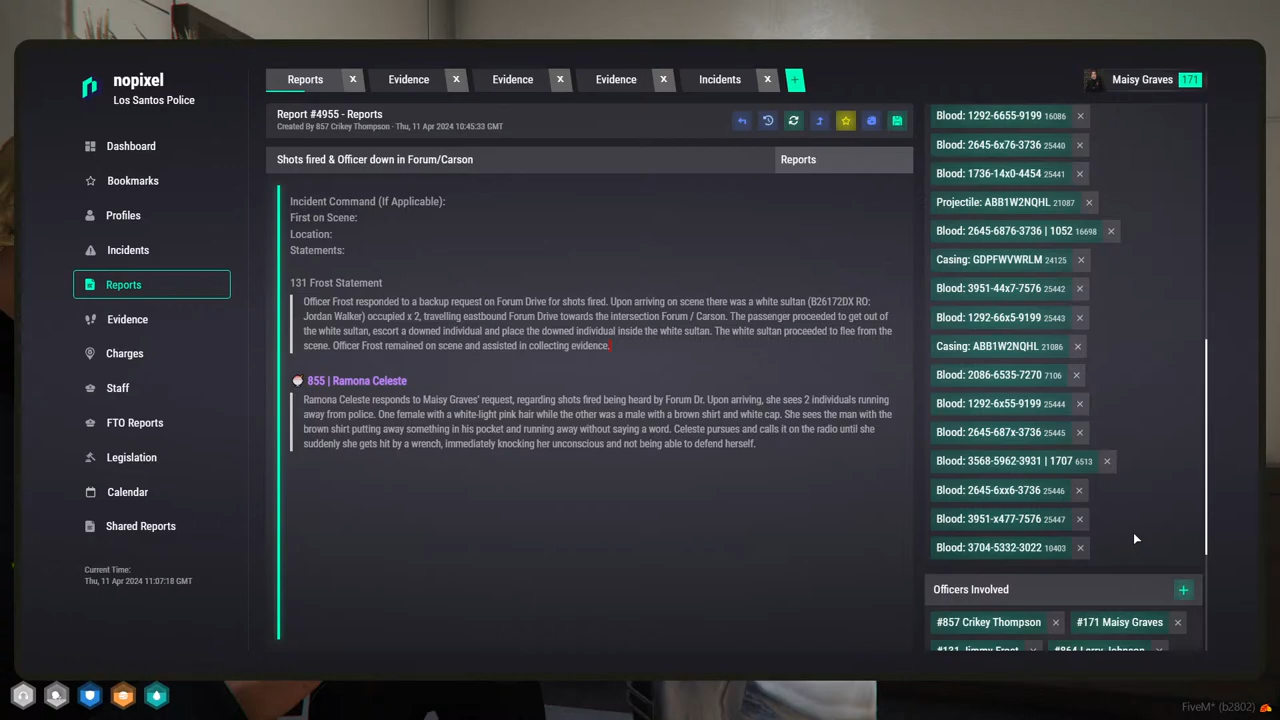 nopixel
Los Santos Police
Dashboard
Bookmarks
Profiles
Incidents
Reports
Evidence
Charges
Staff
FTO Reports
Legislation
Calendar
Shared Reports
Current Time:
Thu, 11 Apr 2024 11:07:18 GMT
Reports x
Evidence x
Evidence x
Evidence x
Incidents x
+
Maisy Graves 171
Report #4955 - Reports
Created By 857 Crikey Thompson - Thu, 11 Apr 2024 10:45:33 GMT
Shots fired & Officer down in Forum/Carson
Reports
Incident Command (If Applicable):
First on Scene:
Location:
Statements:
131 Frost Statement
Officer Frost responded to a backup request on Forum Drive for shots fired. Upon arriving on scene there was a white sultan (B26172DX RO:
Jordan Walker) occupied x 2, travelling eastbound Forum Drive towards the intersection Forum / Carson. The passenger proceeded to get out of
the white sultan, escort a downed individual and place the downed individual inside the white sultan. The white sultan proceeded to flee from the
scene. Officer Frost remained on scene and assisted in collecting evidence.
855 | Ramona Celeste
Ramona Celeste responds to Maisy Graves' request, regarding shots fired being heard by Forum Dr. Upon arriving, she sees 2 individuals running
away from police. One female with a white-light pink hair while the other was a male with a brown shirt and white cap. She sees the man with the
brown shirt putting away something in his pocket and running away without saying a word. Celeste pursues and calls it on the radio until she
suddenly she gets hit by a wrench, immediately knocking her unconscious and not being able to defend herself.
Blood: 1292-6655-9199 16086 ×
Blood: 2645-6x76-3736 25440 ×
Blood: 1736-14x0-4454 25441 ×
Projectile: ABB1W2NQHL 21087 ×
Blood: 2645-6876-3736 | 1052 16698 ×
Casing: GDPFWVWRLM 24125 ×
Blood: 3951-44x7-7576 25442 ×
Blood: 1292-66x5-9199 25443 ×
Casing: ABB1W2NQHL 21086 ×
Blood: 2086-6535-7270 7106 ×
Blood: 1292-6x55-9199 25444 ×
Blood: 2645-687x-3736 25445 ×
Blood: 3568-5962-3931 | 1707 6513 ×
Blood: 2645-6xx6-3736 25446 ×
Blood: 3951-x477-7576 25447 ×
Blood: 3704-5332-3022 10403 ×
Officers Involved +
#857 Crikey Thompson × #171 Maisy Graves ×
#131 Jimmy Frost × #864 Larry Johnson ×
FiveM* (b2802)